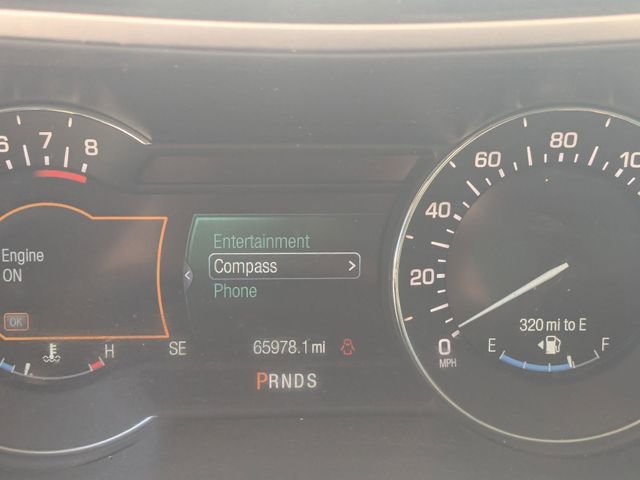 6 7 8
Engine
ON
OK
H
Entertainment
Compass >
Phone
SE 65978.1 mi
PRNDS
0 20 40 60 80
MPH
320 mi to E
E F